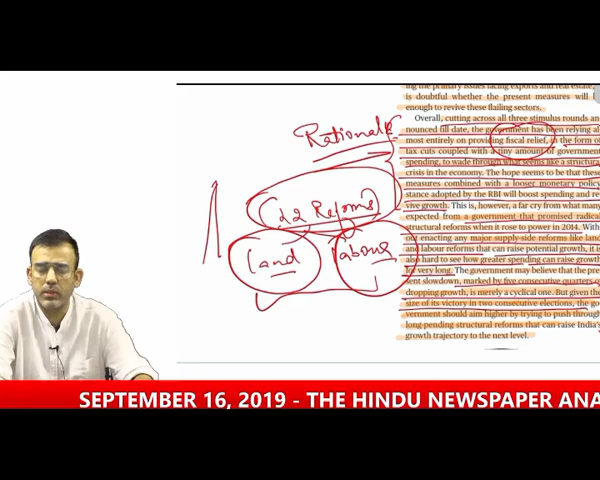 ing the primary issues facing exports and real estate,
is doubtful whether the present measures will b
enough to revive these flailing sectors.
Overall, cutting across all three stimulus rounds an
nounced till date, the government has been relying al
most entirely on providing fiscal relief, in the form o
tax cuts coupled with a tiny amount of government
spending, to wade through what seems like a structura
crisis in the economy. The hope seems to be that these
measures combined with a looser monetary policy
stance adopted by the RBI will boost spending and re
vive growth. This is, however, a far cry from what many
expected from a government that promised radical
structural reforms when it rose to power in 2014. With
out enacting any major supply-side reforms like land
and labour reforms that can raise potential growth, it i
also hard to see how greater spending can raise growth
for very long. The government may believe that the pre
sent slowdown, marked by five consecutive quarters o
dropping growth, is merely a cyclical one. But given the
size of its victory in two consecutive elections, the go
vernment should aim higher by trying to push through
long-pending structural reforms that can raise India's
growth trajectory to the next level.
Rationale
Land
Labour
SEPTEMBER 16, 2019 - THE HINDU NEWSPAPER ANA